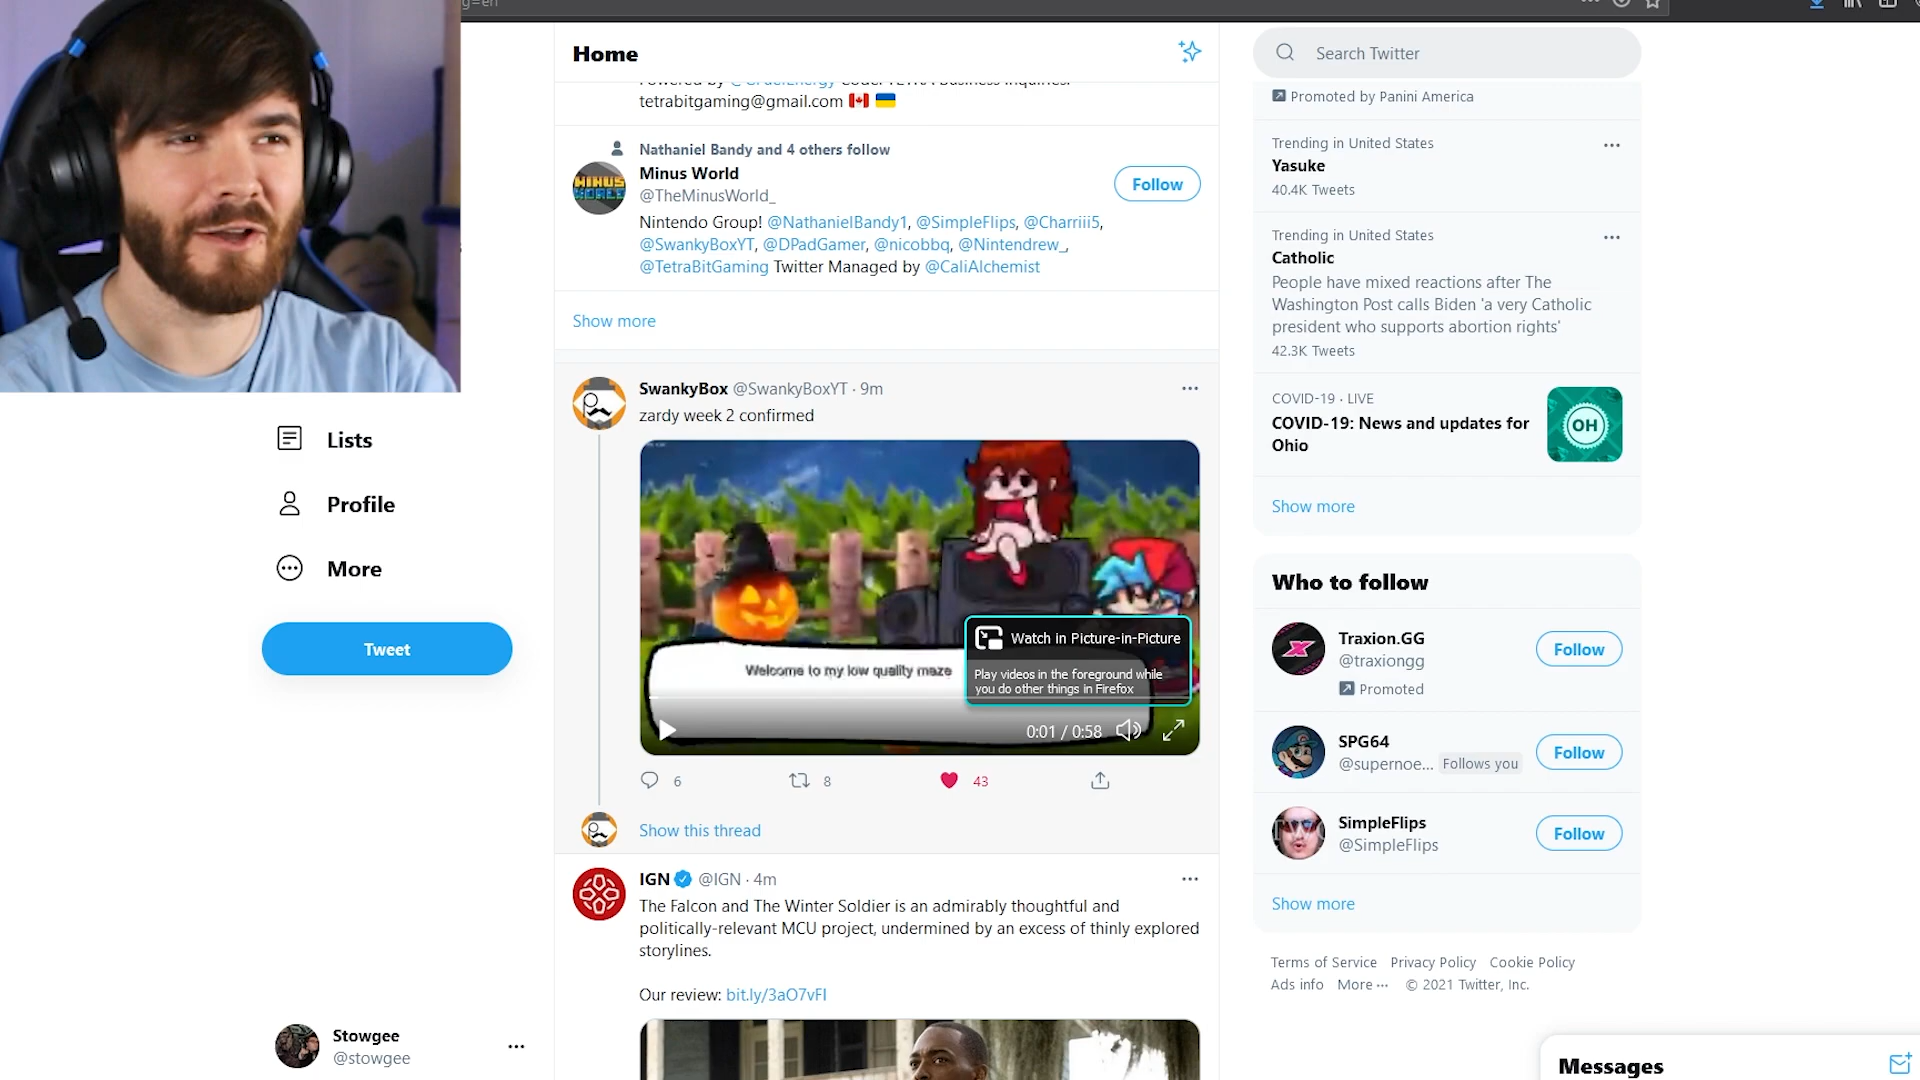 g=en
Home
tetrabitgaming@gmail.com
Nathaniel Bandy and 4 others follow
Minus World
@TheMinusWorld_
Follow
Nintendo Group! @NathanielBandy1, @SimpleFlips, @Charriii5,
@SwankyBoxYT, @DPadGamer, @nicobbq, @Nintendrew_,
@TetraBitGaming Twitter Managed by @CaliAlchemist
Show more
SwankyBox @SwankyBoxYT · 9m
zardy week 2 confirmed
Welcome to my low quality maze
Watch in Picture-in-Picture
Play videos in the foreground while
you do other things in Firefox
0:01 / 0:58
6
8
43
Show this thread
IGN @IGN · 4m
The Falcon and The Winter Soldier is an admirably thoughtful and
politically-relevant MCU project, undermined by an excess of thinly explored
storylines.
Our review: bit.ly/3aO7vFI
Lists
Profile
More
Tweet
Stowgee
@stowgee
Search Twitter
Promoted by Panini America
Trending in United States
Yasuke
40.4K Tweets
Trending in United States
Catholic
People have mixed reactions after The
Washington Post calls Biden 'a very Catholic
president who supports abortion rights'
42.3K Tweets
COVID-19 · LIVE
COVID-19: News and updates for
Ohio
OH
Show more
Who to follow
Traxion.GG
@traxiongg
Promoted
Follow
SPG64
@supernoe... Follows you
Follow
SimpleFlips
@SimpleFlips
Follow
Show more
Terms of Service Privacy Policy Cookie Policy
Ads info More ··· © 2021 Twitter, Inc.
Messages